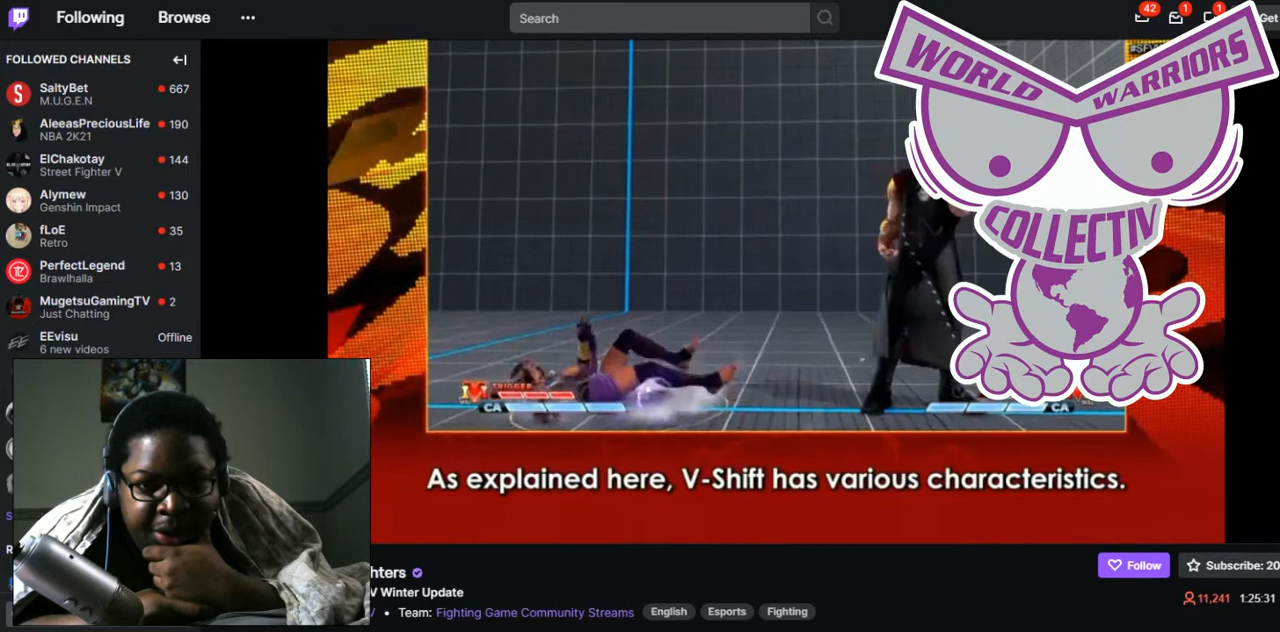 Following
Browse
Search
42
1
1
Get
FOLLOWED CHANNELS
SaltyBet
667
M.U.G.E.N
AleeasPreciousLife
190
NBA 2K21
ElChakotay
144
Street Fighter V
Alymew
130
Genshin Impact
fLoE
35
Retro
PerfectLegend
13
Brawlhalla
MugetsuGamingTV
2
Just Chatting
EEvisu
Offline
6 new videos
WORLD WARRIORS
COLLECTIV
TRIGGER
CA
CA
As explained here, V-Shift has various characteristics.
hters
Follow
Subscribe: 20
V Winter Update
11,241
1:25:31
V • Team: Fighting Game Community Streams
English
Esports
Fighting